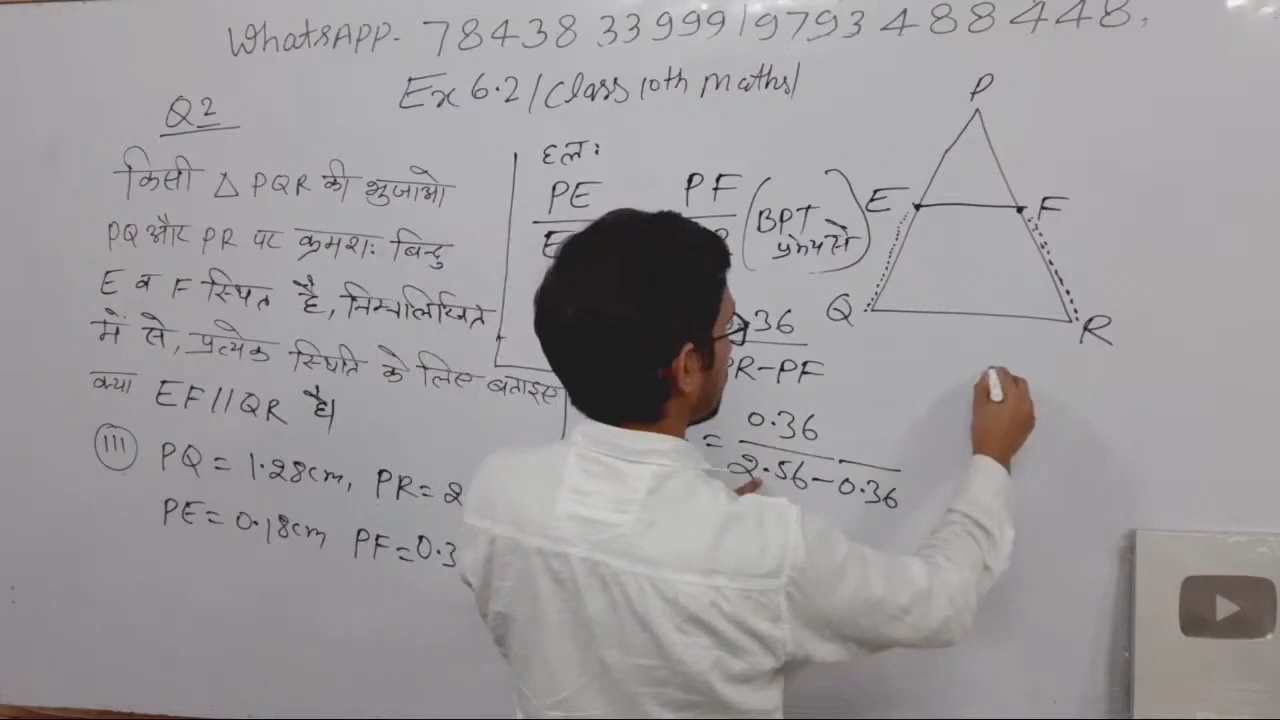 WhatsAPP- 78438 33999/9793 488448,
Ex 6.2/class 10th maths/
Q2
किसी △ PQR की भुजाओ
PQ और PR पर क्रमशः बिन्दु
E व F स्थित है, निम्नलिखित
में से, प्रत्येक स्थिति के लिए बताइए
क्या EF//QR है।
(III) PQ = 1.28cm, PR = 2
PE = 0.18cm PF = 0.3
हल:
PE PF (BPT
E प्रमेय से)
0.36
PR-PF
= 0.36
2.56-0.36
P
E F
Q R